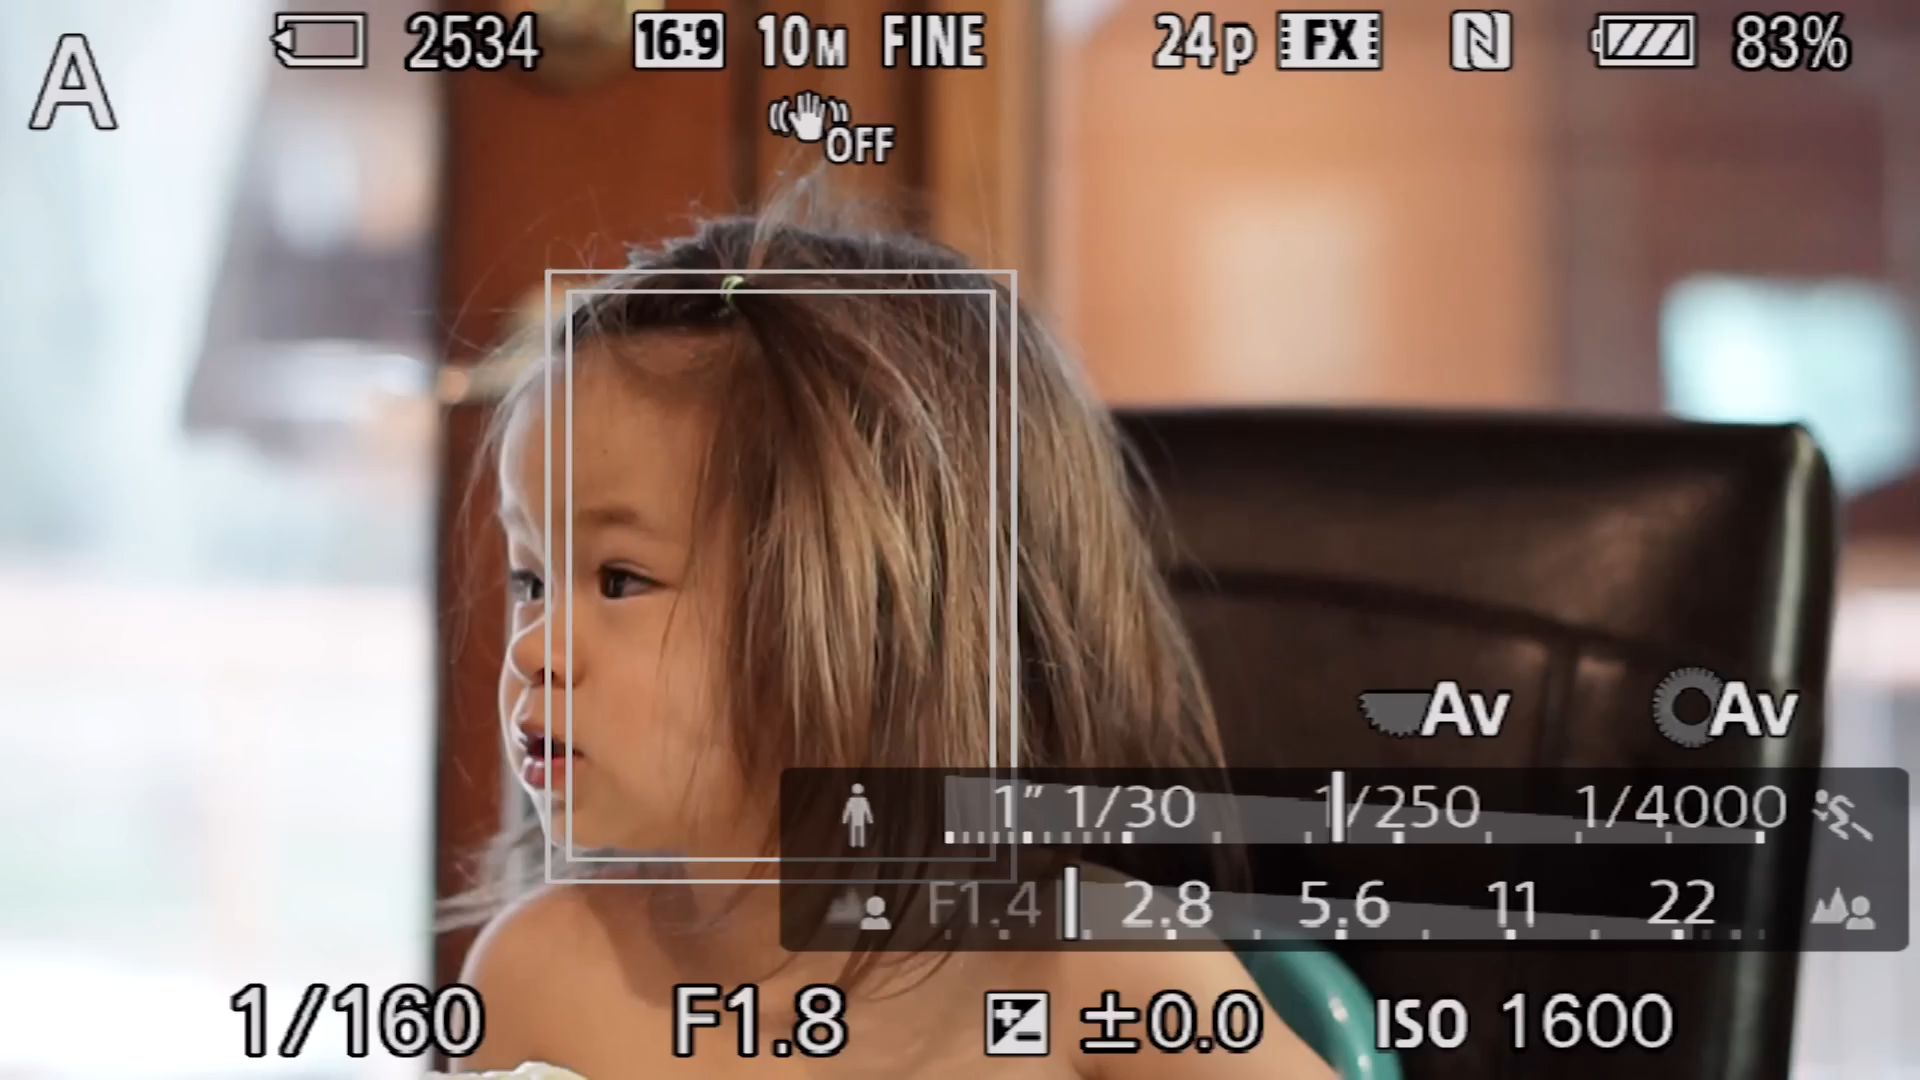 A 2534 16:9 10M FINE 24p FX N 83%
OFF
Av Av
1" 1/30 1/250 1/4000
F1.4 2.8 5.6 11 22
1/160 F1.8 ±0.0 ISO 1600